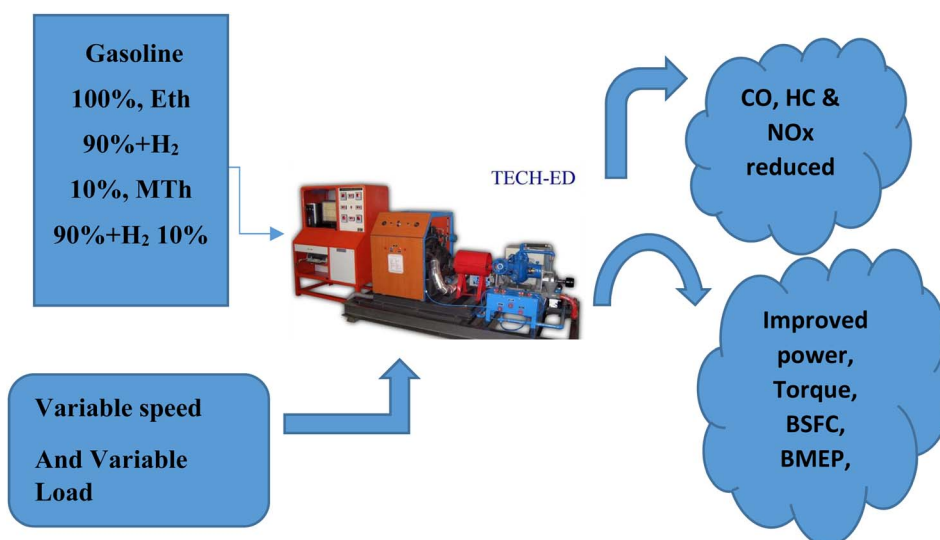 Gasoline
100%, Eth
90%+H₂
10%, MTh
90%+H₂ 10%
TECH-ED
CO, HC &
NOx
reduced
Variable speed
And Variable
Load
Improved
power,
Torque,
BSFC,
BMEP,